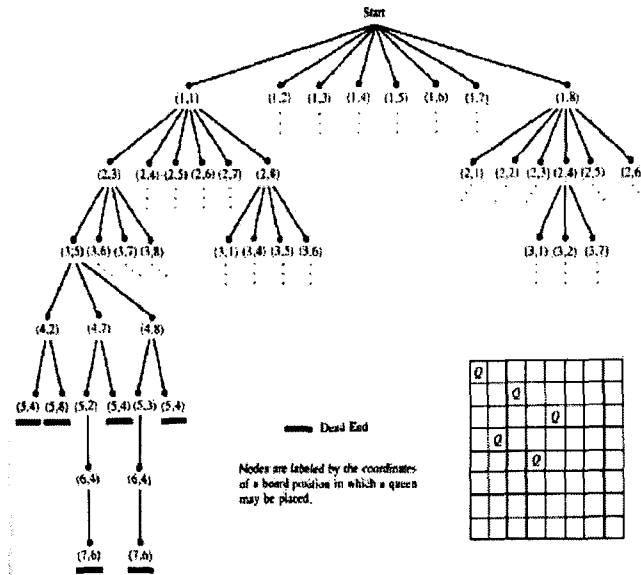 Start
(1,1) (1,2) (1,3) (1,4) (1,5) (1,6) (1,7) (1,8)
(2,3) (2,4) (2,5) (2,6) (2,7) (2,8) (2,1) (2,2) (2,3) (2,4) (2,5) (2,6)
(3,5) (3,6) (3,7) (3,8) (3,1) (3,4) (3,5) (3,6) (3,1) (3,2) (3,7)
(4,2) (4,7) (4,8)
(5,4) (5,8) (5,2) (5,4) (5,3) (5,4)
Q
Q
Q
Q
Q
Dead End
(6,4) (6,4)
Nodes are labeled by the coordinates
of a board position in which a queen
may be placed.
(7,6) (7,6)